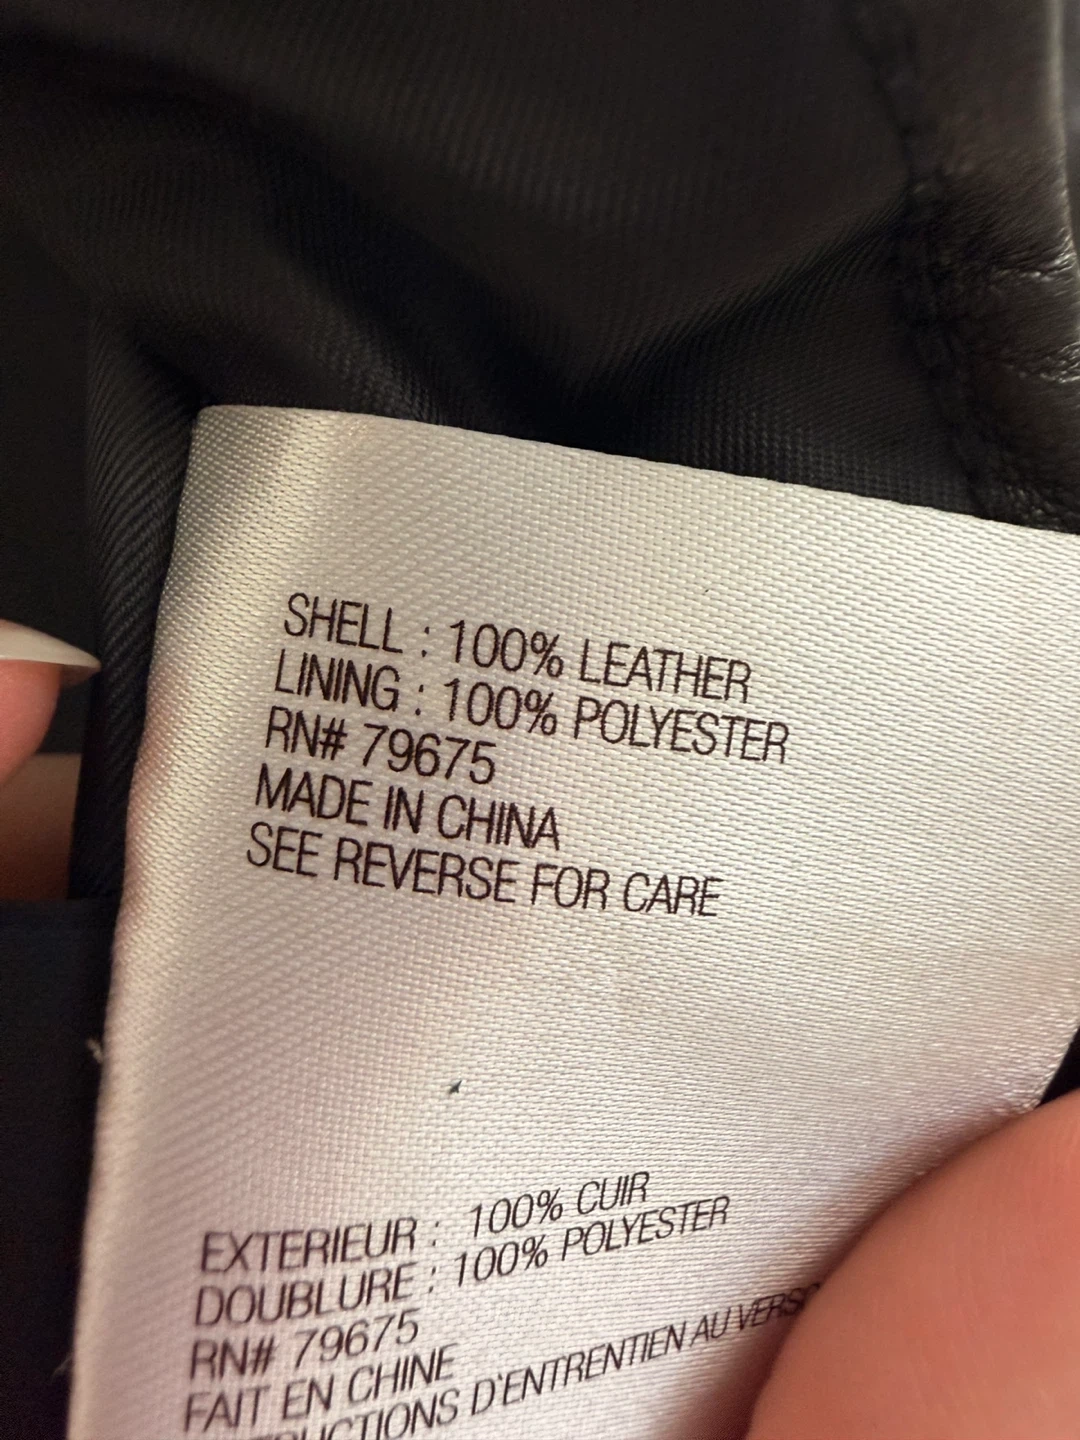 SHELL : 100% LEATHER
LINING : 100% POLYESTER
RN# 79675
MADE IN CHINA
SEE REVERSE FOR CARE
EXTERIEUR : 100% CUIR
DOUBLURE : 100% POLYESTER
RN# 79675
FAIT EN CHINE
D'ENTRETIEN AU